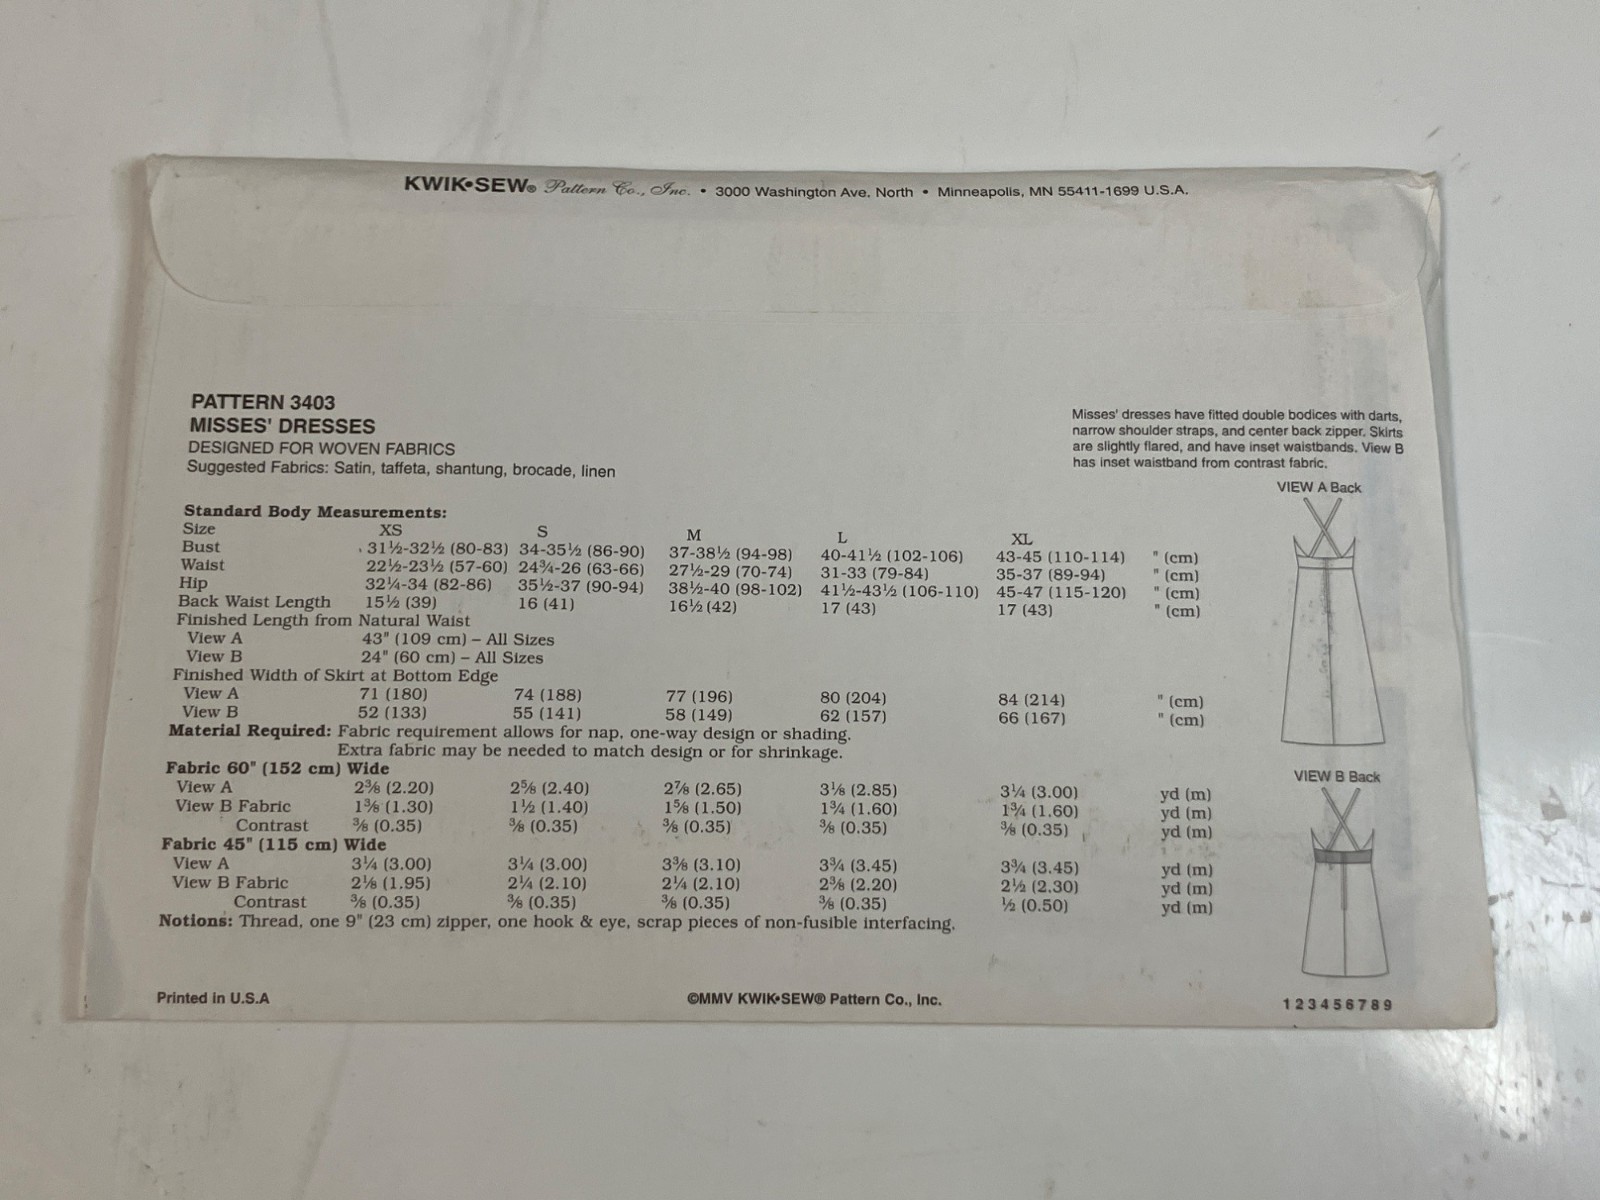 KWIK•SEW® Pattern Co., Inc. • 3000 Washington Ave. North • Minneapolis, MN 55411-1699 U.S.A.
PATTERN 3403
MISSES' DRESSES
DESIGNED FOR WOVEN FABRICS
Suggested Fabrics: Satin, taffeta, shantung, brocade, linen
Misses' dresses have fitted double bodices with darts,
narrow shoulder straps, and center back zipper. Skirts
are slightly flared, and have inset waistbands. View B
has inset waistband from contrast fabric.
VIEW A Back
Standard Body Measurements:
Size XS S M L XL
Bust 31½-32½ (80-83) 34-35½ (86-90) 37-38½ (94-98) 40-41½ (102-106) 43-45 (110-114) " (cm)
Waist 22½-23½ (57-60) 24¾-26 (63-66) 27½-29 (70-74) 31-33 (79-84) 35-37 (89-94) " (cm)
Hip 32¼-34 (82-86) 35½-37 (90-94) 38½-40 (98-102) 41½-43½ (106-110) 45-47 (115-120) " (cm)
Back Waist Length 15½ (39) 16 (41) 16½ (42) 17 (43) 17 (43) " (cm)
Finished Length from Natural Waist
View A 43" (109 cm) – All Sizes
View B 24" (60 cm) – All Sizes
Finished Width of Skirt at Bottom Edge
View A 71 (180) 74 (188) 77 (196) 80 (204) 84 (214) " (cm)
View B 52 (133) 55 (141) 58 (149) 62 (157) 66 (167) " (cm)
Material Required: Fabric requirement allows for nap, one-way design or shading.
Extra fabric may be needed to match design or for shrinkage.
Fabric 60" (152 cm) Wide
View A 2⅜ (2.20) 2⅝ (2.40) 2⅞ (2.65) 3⅛ (2.85) 3¼ (3.00) yd (m)
View B Fabric 1⅜ (1.30) 1½ (1.40) 1⅝ (1.50) 1¾ (1.60) 1¾ (1.60) yd (m)
Contrast ⅜ (0.35) ⅜ (0.35) ⅜ (0.35) ⅜ (0.35) ⅜ (0.35) yd (m)
Fabric 45" (115 cm) Wide
View A 3¼ (3.00) 3¼ (3.00) 3⅜ (3.10) 3¾ (3.45) 3¾ (3.45) yd (m)
View B Fabric 2⅛ (1.95) 2¼ (2.10) 2¼ (2.10) 2⅜ (2.20) 2½ (2.30) yd (m)
Contrast ⅜ (0.35) ⅜ (0.35) ⅜ (0.35) ⅜ (0.35) ½ (0.50) yd (m)
Notions: Thread, one 9" (23 cm) zipper, one hook & eye, scrap pieces of non-fusible interfacing.
VIEW B Back
Printed in U.S.A
©MMV KWIK•SEW® Pattern Co., Inc.
1 2 3 4 5 6 7 8 9